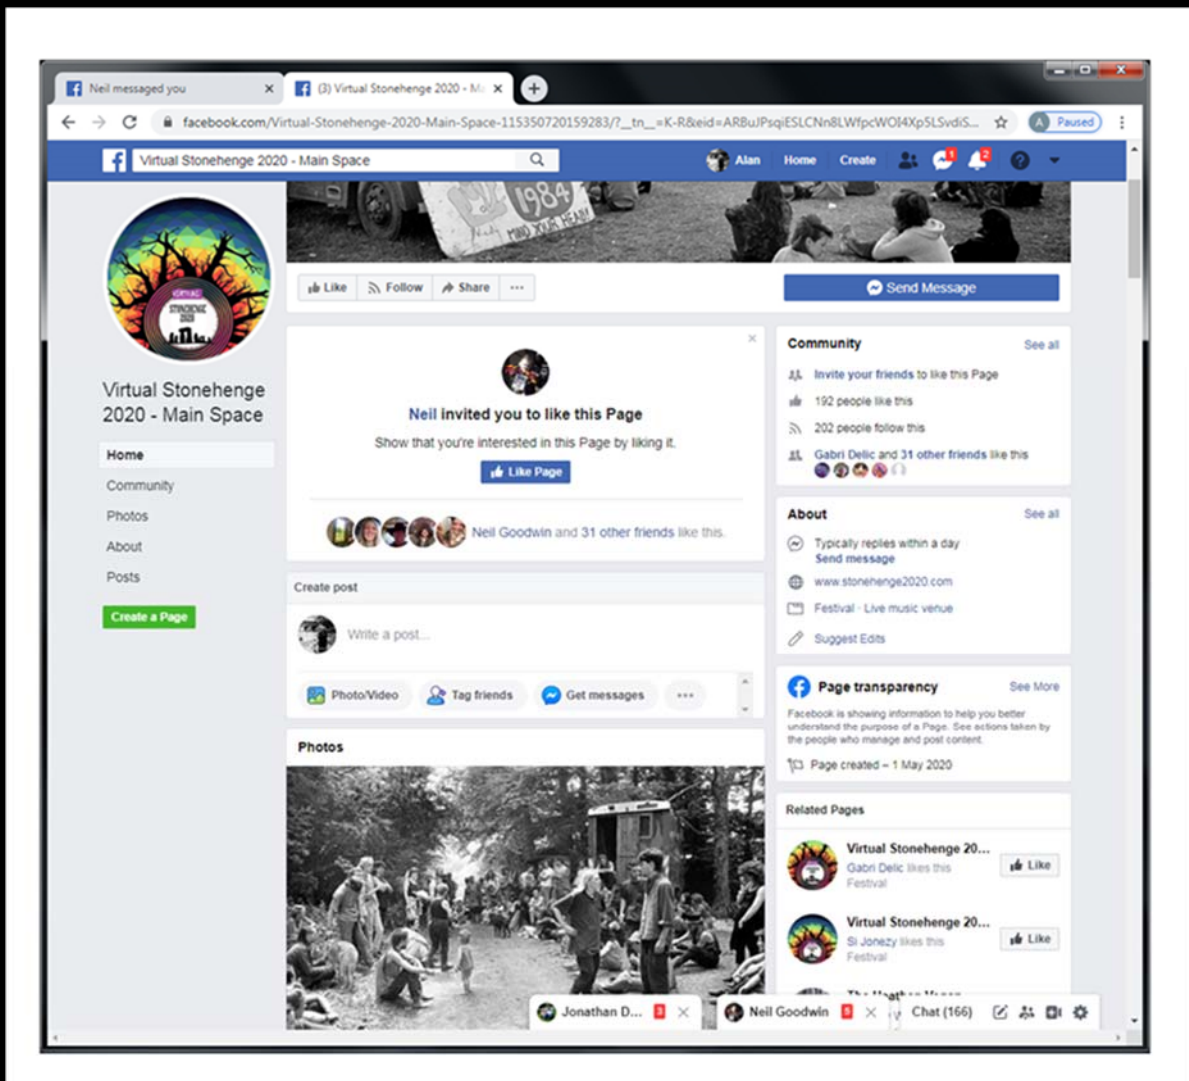 Neil messaged you
(3) Virtual Stonehenge 2020 - M
facebook.com/Virtual-Stonehenge-2020-Main-Space-115350720159283/?__tn__=K-R&eid=ARBuJPsqiESLCNn8LWfpcWOI4Xp5LSvdiS...
A Paused
Virtual Stonehenge 2020 - Main Space
Alan Home Create 1 2
1984
MIND YOUR HEAD!
STONEHENGE
2020
Like Follow Share ...
Send Message
Virtual Stonehenge
2020 - Main Space
Home
Community
Photos
About
Posts
Create a Page
Neil invited you to like this Page
Show that you're interested in this Page by liking it.
Like Page
Neil Goodwin and 31 other friends like this.
Create post
Write a post...
Photo/Video Tag friends Get messages ...
Photos
Community See all
Invite your friends to like this Page
192 people like this
202 people follow this
Gabri Delic and 31 other friends like this
About See all
Typically replies within a day
Send message
www.stonehenge2020.com
Festival · Live music venue
Suggest Edits
Page transparency See More
Facebook is showing information to help you better
understand the purpose of a Page. See actions taken by
the people who manage and post content.
Page created – 1 May 2020
Related Pages
Virtual Stonehenge 20...
Gabri Delic likes this
Festival
Like
Virtual Stonehenge 20...
Si Jonezy likes this
Festival
Like
Jonathan D... 3
Neil Goodwin 5
Chat (166)